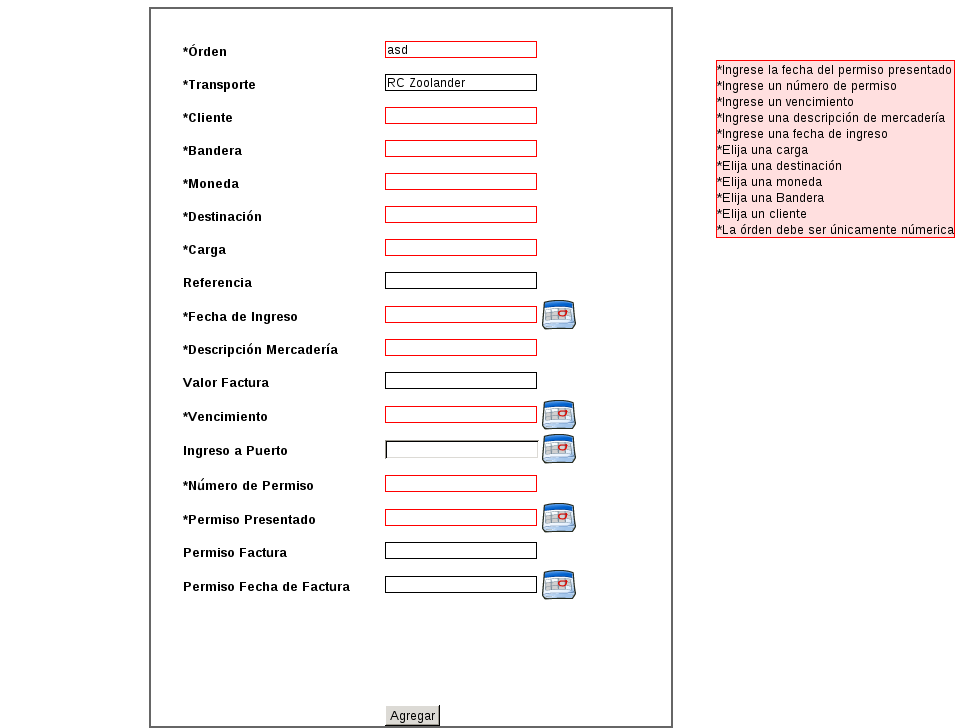 *Órden
asd
*Transporte
RC Zoolander
*Cliente
*Bandera
*Moneda
*Destinación
*Carga
Referencia
*Fecha de Ingreso
*Descripción Mercadería
Valor Factura
*Vencimiento
Ingreso a Puerto
*Número de Permiso
*Permiso Presentado
Permiso Factura
Permiso Fecha de Factura
Agregar
*Ingrese la fecha del permiso presentado
*Ingrese un número de permiso
*Ingrese un vencimiento
*Ingrese una descripción de mercadería
*Ingrese una fecha de ingreso
*Elija una carga
*Elija una destinación
*Elija una moneda
*Elija una Bandera
*Elija un cliente
*La órden debe ser únicamente númerica